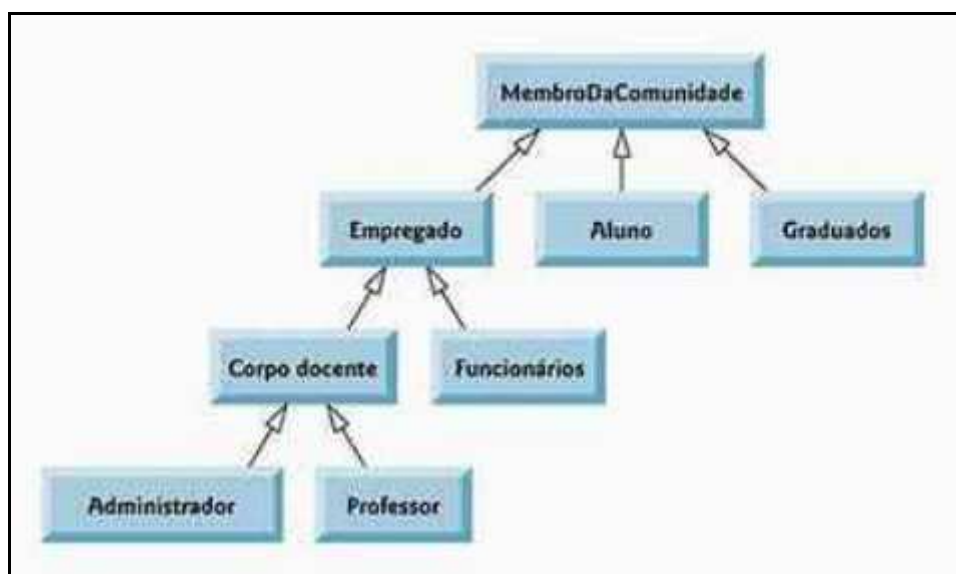 MembroDaComunidade
Empregado
Aluno
Graduados
Corpo docente
Funcionários
Administrador
Professor